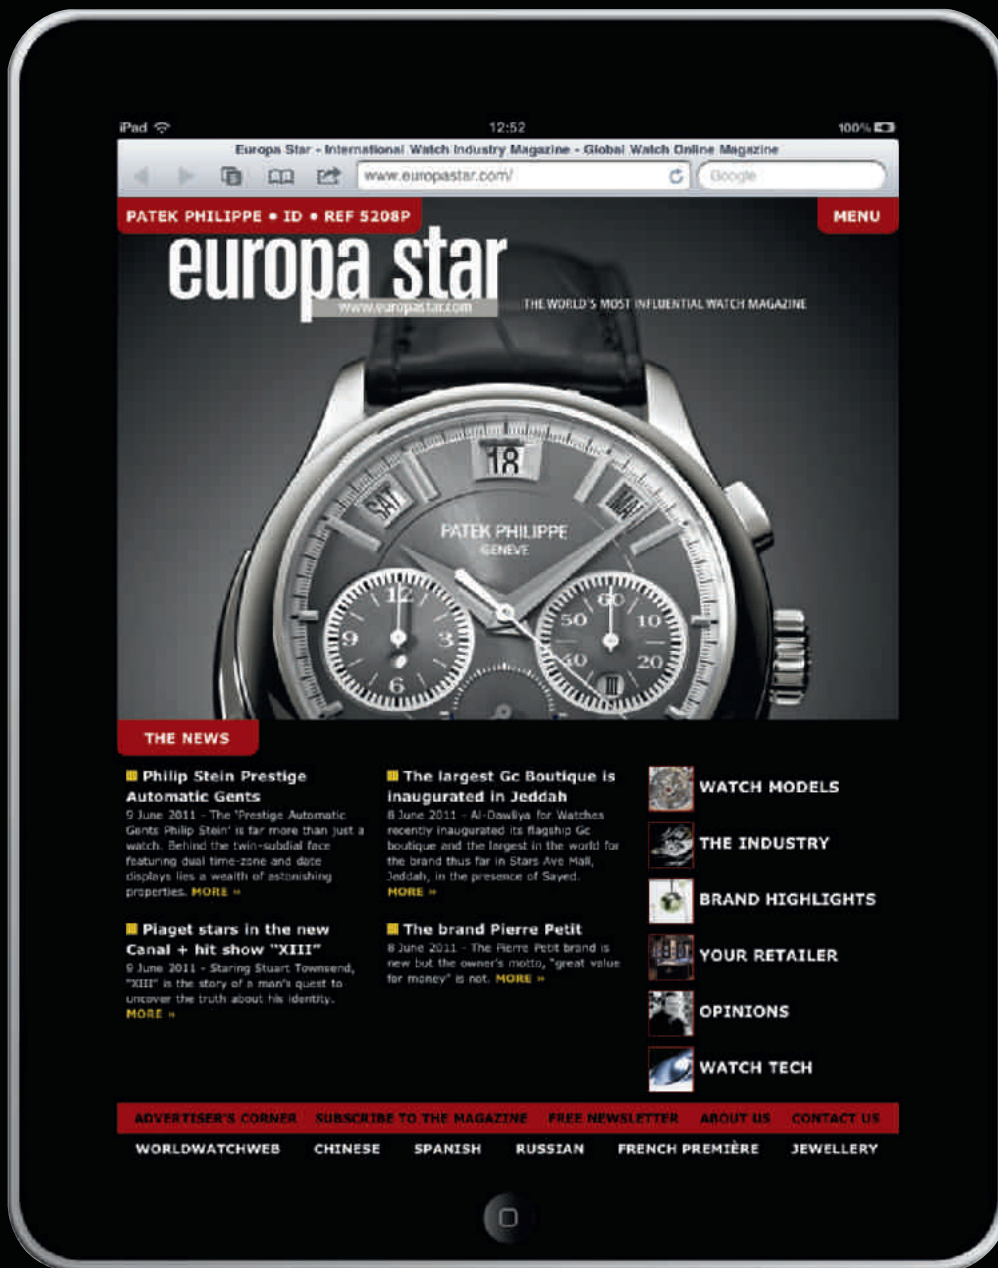 iPad 12:52 100%
Europa Star - International Watch Industry Magazine - Global Watch Online Magazine
www.europastar.com/ Google
PATEK PHILIPPE • ID • REF 5208P MENU
europa star
www.europastar.com
THE WORLD'S MOST INFLUENTIAL WATCH MAGAZINE
18
SAT MAI
PATEK PHILIPPE
GENEVE
12 3 6 9
60 10 20 40 50
THE NEWS
Philip Stein Prestige
Automatic Gents
9 June 2011 - The 'Prestige Automatic
Gents Philip Stein' is far more than just a
watch. Behind the twin-subdial face
featuring dual time-zone and date
displays lies a wealth of astonishing
properties. MORE »
Piaget stars in the new
Canal + hit show "XIII"
9 June 2011 - Staring Stuart Townsend,
"XIII" is the story of a man's quest to
uncover the truth about his identity.
MORE »
The largest Gc Boutique is
inaugurated in Jeddah
8 June 2011 - Al-Dawliya for Watches
recently inaugurated its flagship Gc
boutique and the largest in the world for
the brand thus far in Stars Ave Mall,
Jeddah, in the presence of Sayed.
MORE »
The brand Pierre Petit
8 June 2011 - The Pierre Petit brand is
new but the owner's motto, "great value
for money" is not. MORE »
WATCH MODELS
THE INDUSTRY
BRAND HIGHLIGHTS
YOUR RETAILER
OPINIONS
WATCH TECH
ADVERTISER'S CORNER SUBSCRIBE TO THE MAGAZINE FREE NEWSLETTER ABOUT US CONTACT US
WORLDWATCHWEB CHINESE SPANISH RUSSIAN FRENCH PREMIÈRE JEWELLERY